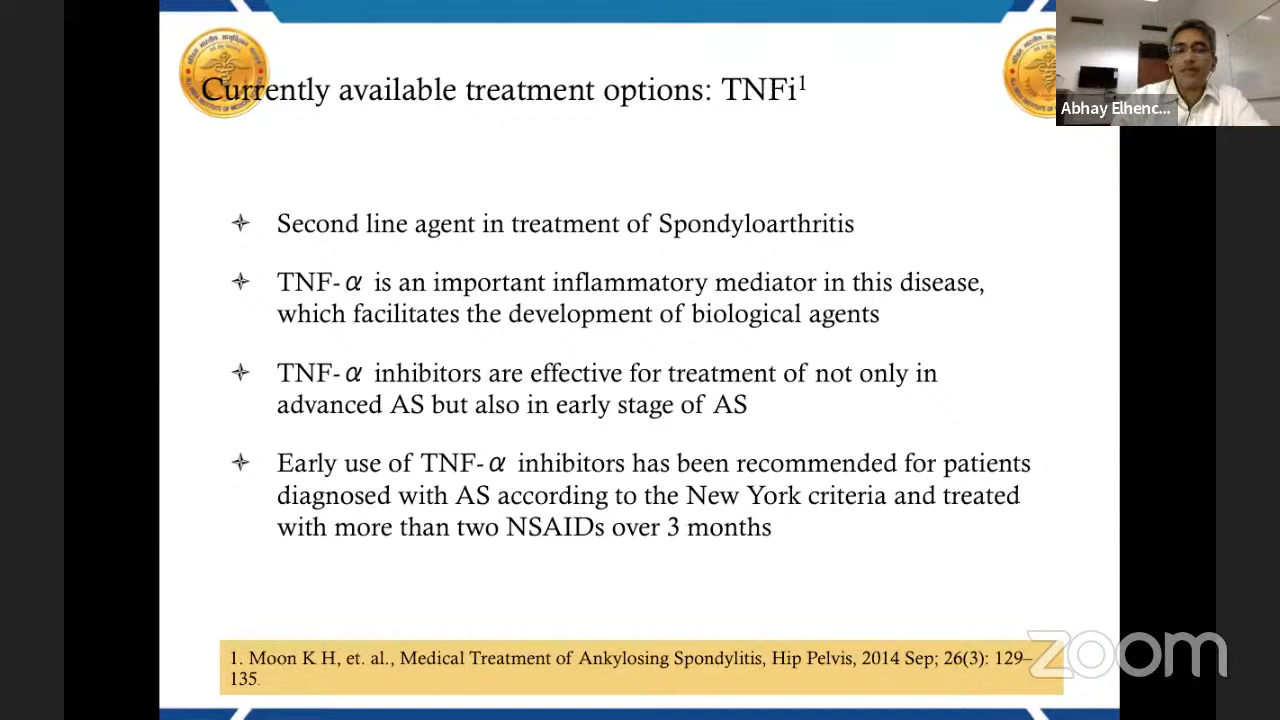 Currently available treatment options: TNFi1
Abhay Elhenc...
Second line agent in treatment of Spondyloarthritis
TNF-α is an important inflammatory mediator in this disease,
which facilitates the development of biological agents
TNF-α inhibitors are effective for treatment of not only in
advanced AS but also in early stage of AS
Early use of TNF-α inhibitors has been recommended for patients
diagnosed with AS according to the New York criteria and treated
with more than two NSAIDs over 3 months
1. Moon K H, et. al., Medical Treatment of Ankylosing Spondylitis, Hip Pelvis, 2014 Sep; 26(3): 129–
135.
zoom